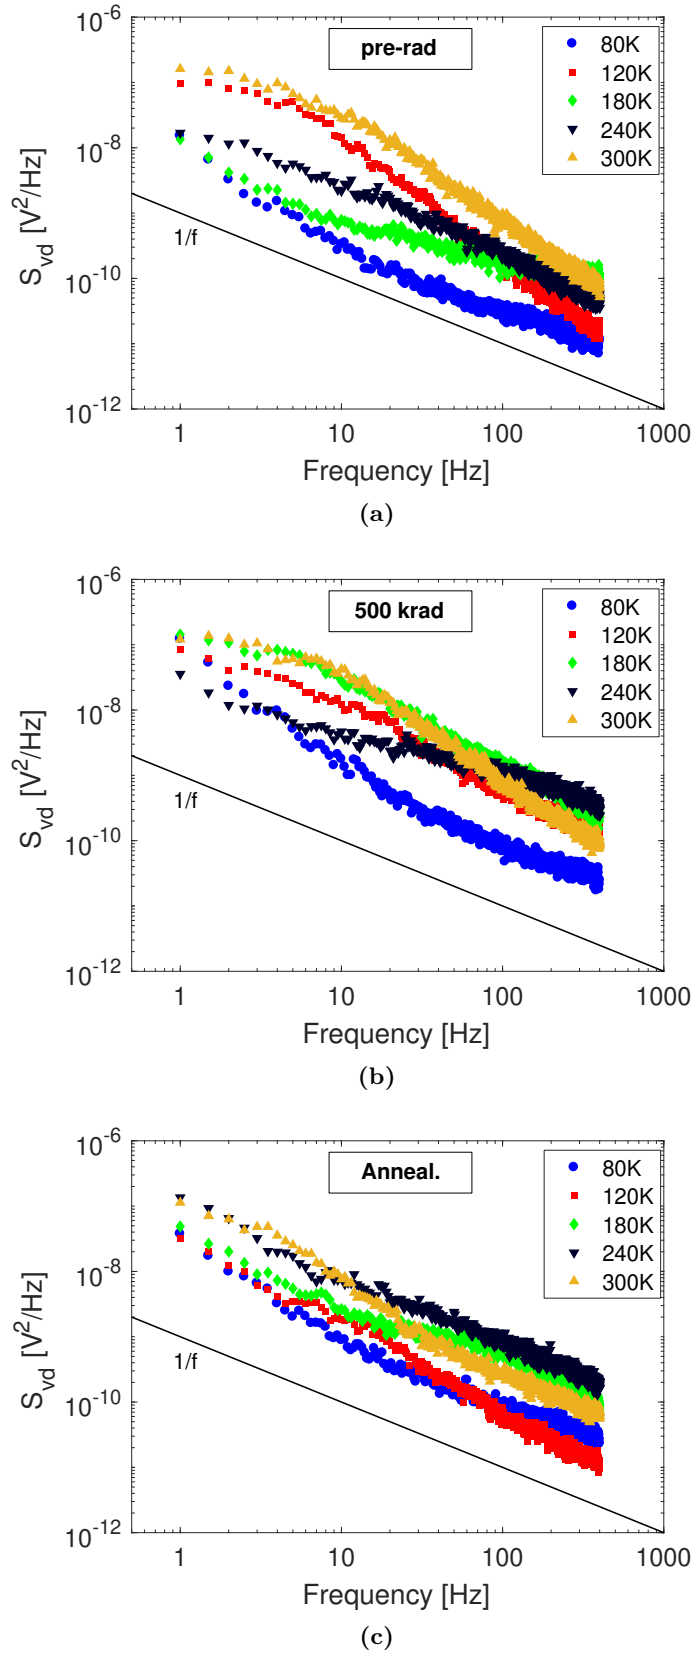 10^-6
10^-8
10^-10
10^-12
S_vd [V^2/Hz]
pre-rad
80K
120K
180K
240K
300K
1/f
1 10 100 1000
Frequency [Hz]
(a)
10^-6
10^-8
10^-10
10^-12
S_vd [V^2/Hz]
500 krad
80K
120K
180K
240K
300K
1/f
1 10 100 1000
Frequency [Hz]
(b)
10^-6
10^-8
10^-10
10^-12
S_vd [V^2/Hz]
Anneal.
80K
120K
180K
240K
300K
1/f
1 10 100 1000
Frequency [Hz]
(c)